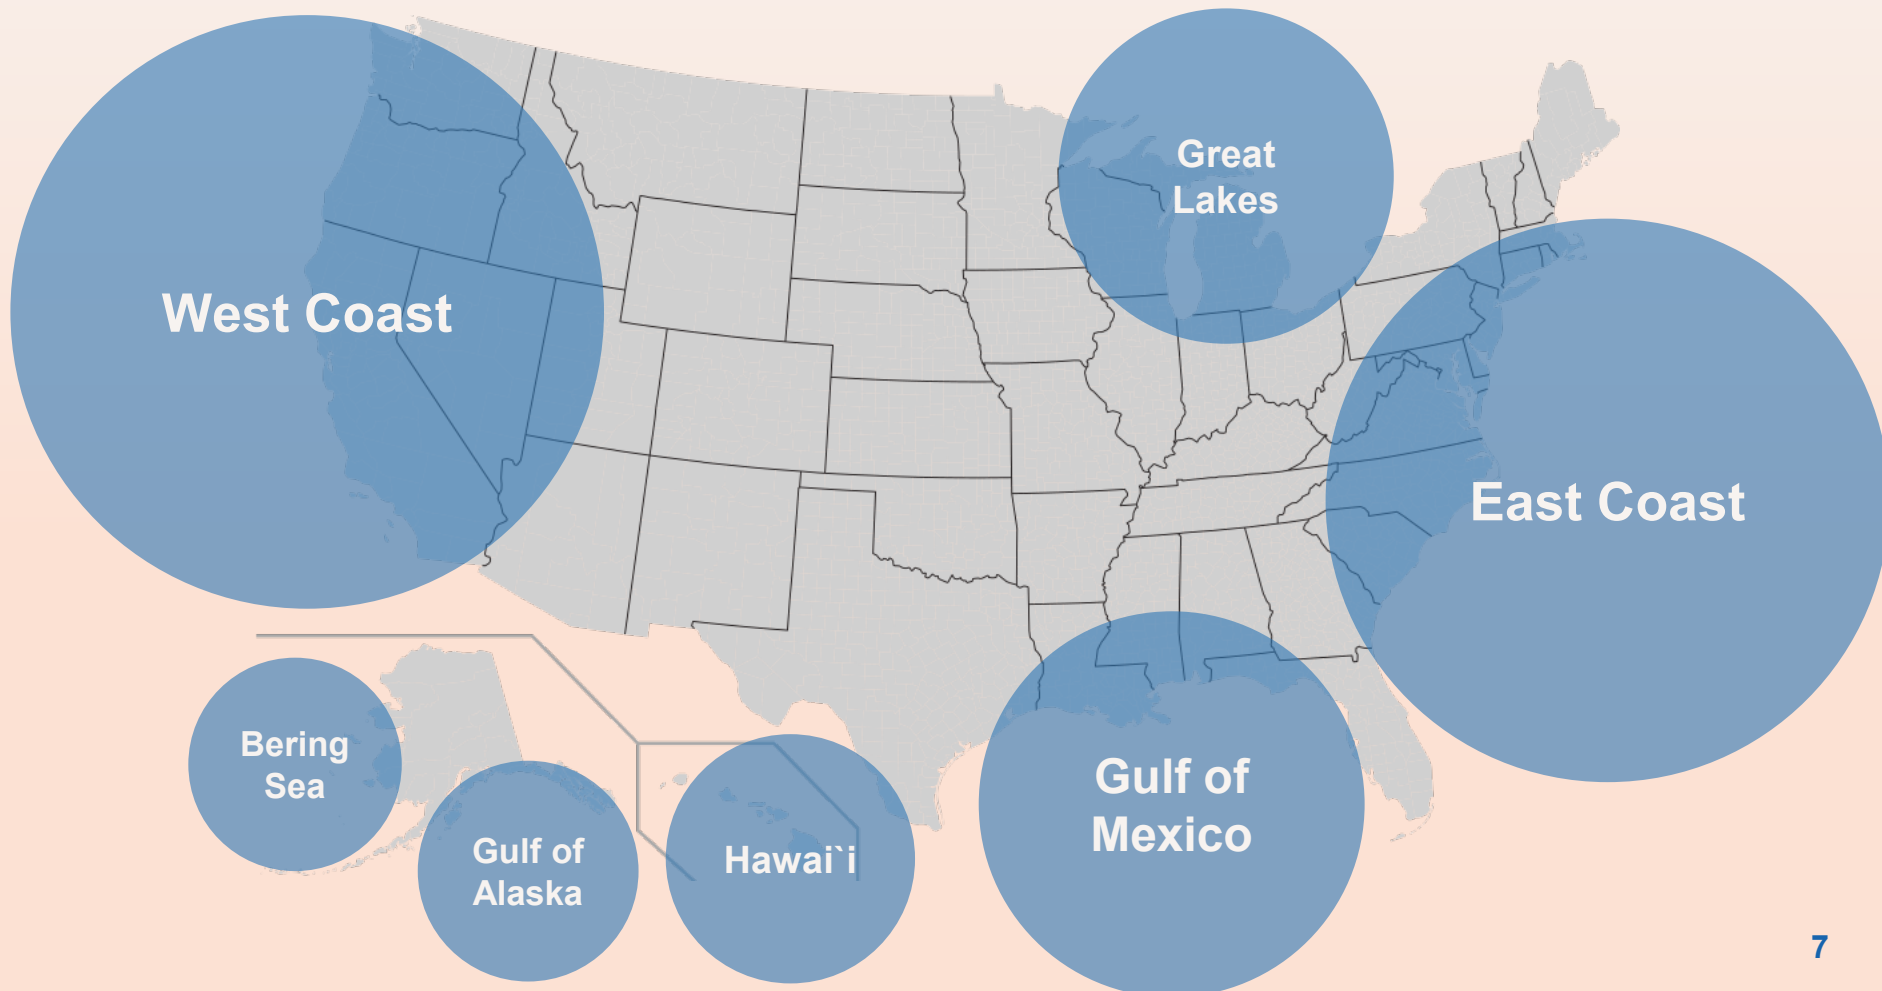 Great
Lakes
West Coast
East Coast
Bering
Sea
Gulf of
Alaska
Hawai`i
Gulf of
Mexico
7